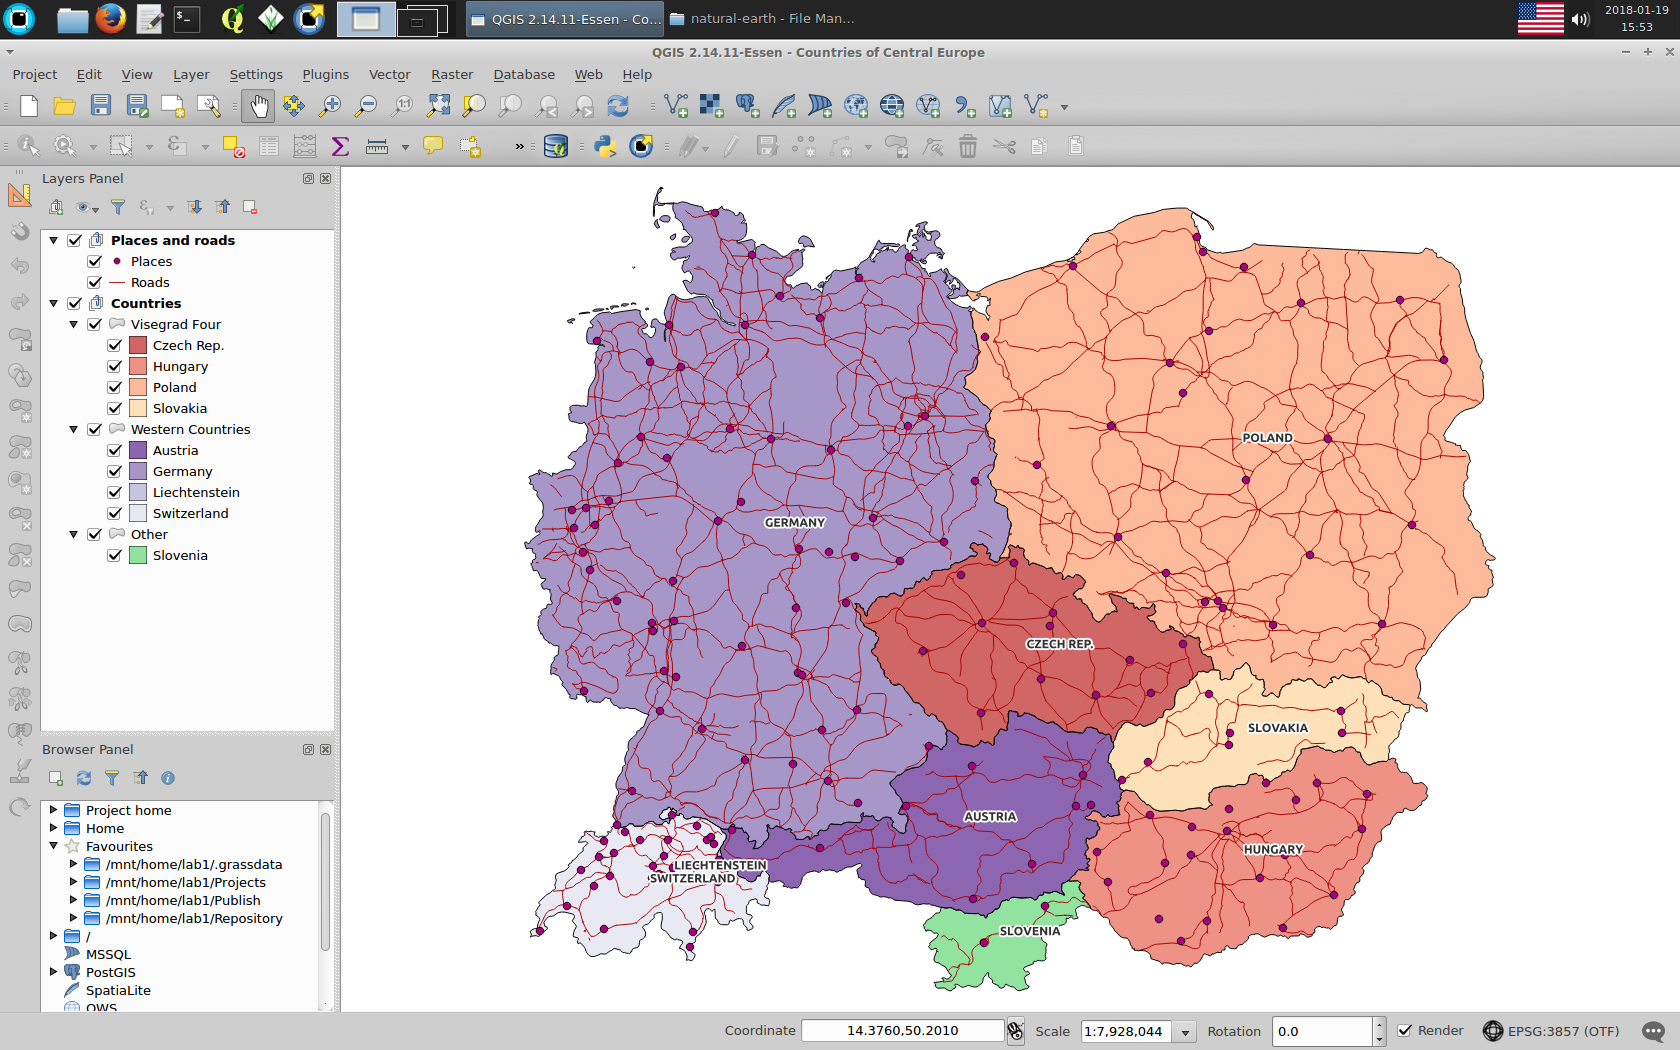 QGIS 2.14.11-Essen - Co...
natural-earth - File Man...
2018-01-19
15:53
QGIS 2.14.11-Essen - Countries of Central Europe
Project Edit View Layer Settings Plugins Vector Raster Database Web Help
Layers Panel
Places and roads
Places
Roads
Countries
Visegrad Four
Czech Rep.
Hungary
Poland
Slovakia
Western Countries
Austria
Germany
Liechtenstein
Switzerland
Other
Slovenia
Browser Panel
Project home
Home
Favourites
/mnt/home/lab1/.grassdata
/mnt/home/lab1/Projects
/mnt/home/lab1/Publish
/mnt/home/lab1/Repository
/
MSSQL
PostGIS
SpatiaLite
OWS
POLAND
GERMANY
CZECH REP.
SLOVAKIA
AUSTRIA
HUNGARY
LIECHTENSTEIN
SWITZERLAND
SLOVENIA
Coordinate 14.3760,50.2010 Scale 1:7,928,044 Rotation 0.0 Render EPSG:3857 (OTF)